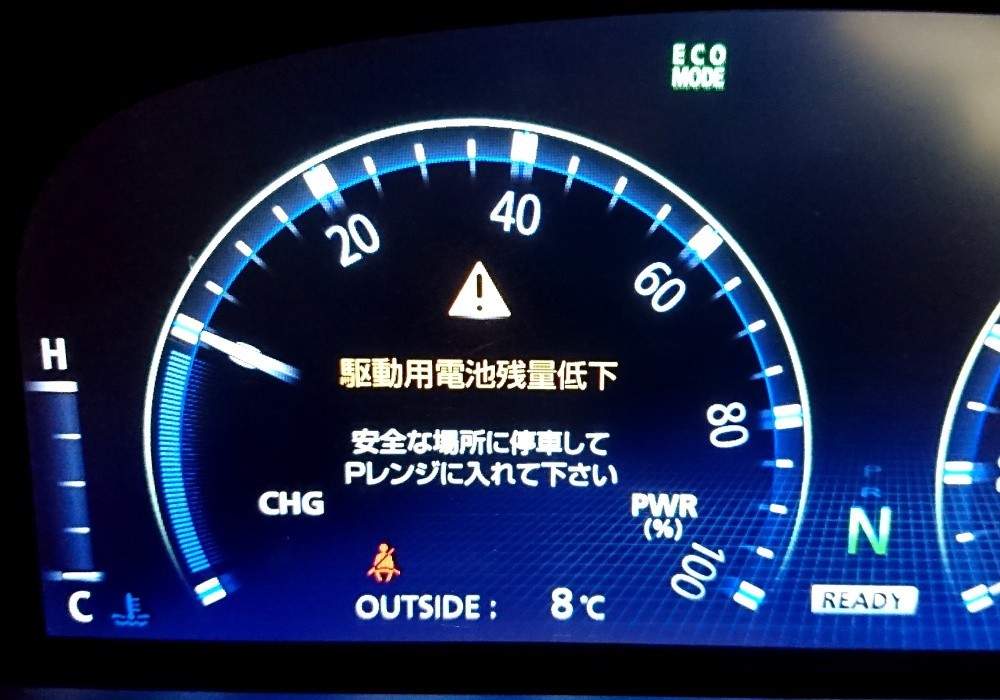 ECO
MODE
20
40
60
80
100
H
駆動用電池残量低下
安全な場所に停車して
Pレンジに入れて下さい
CHG
PWR
(%)
P
R
N
C
OUTSIDE : 8℃
READY